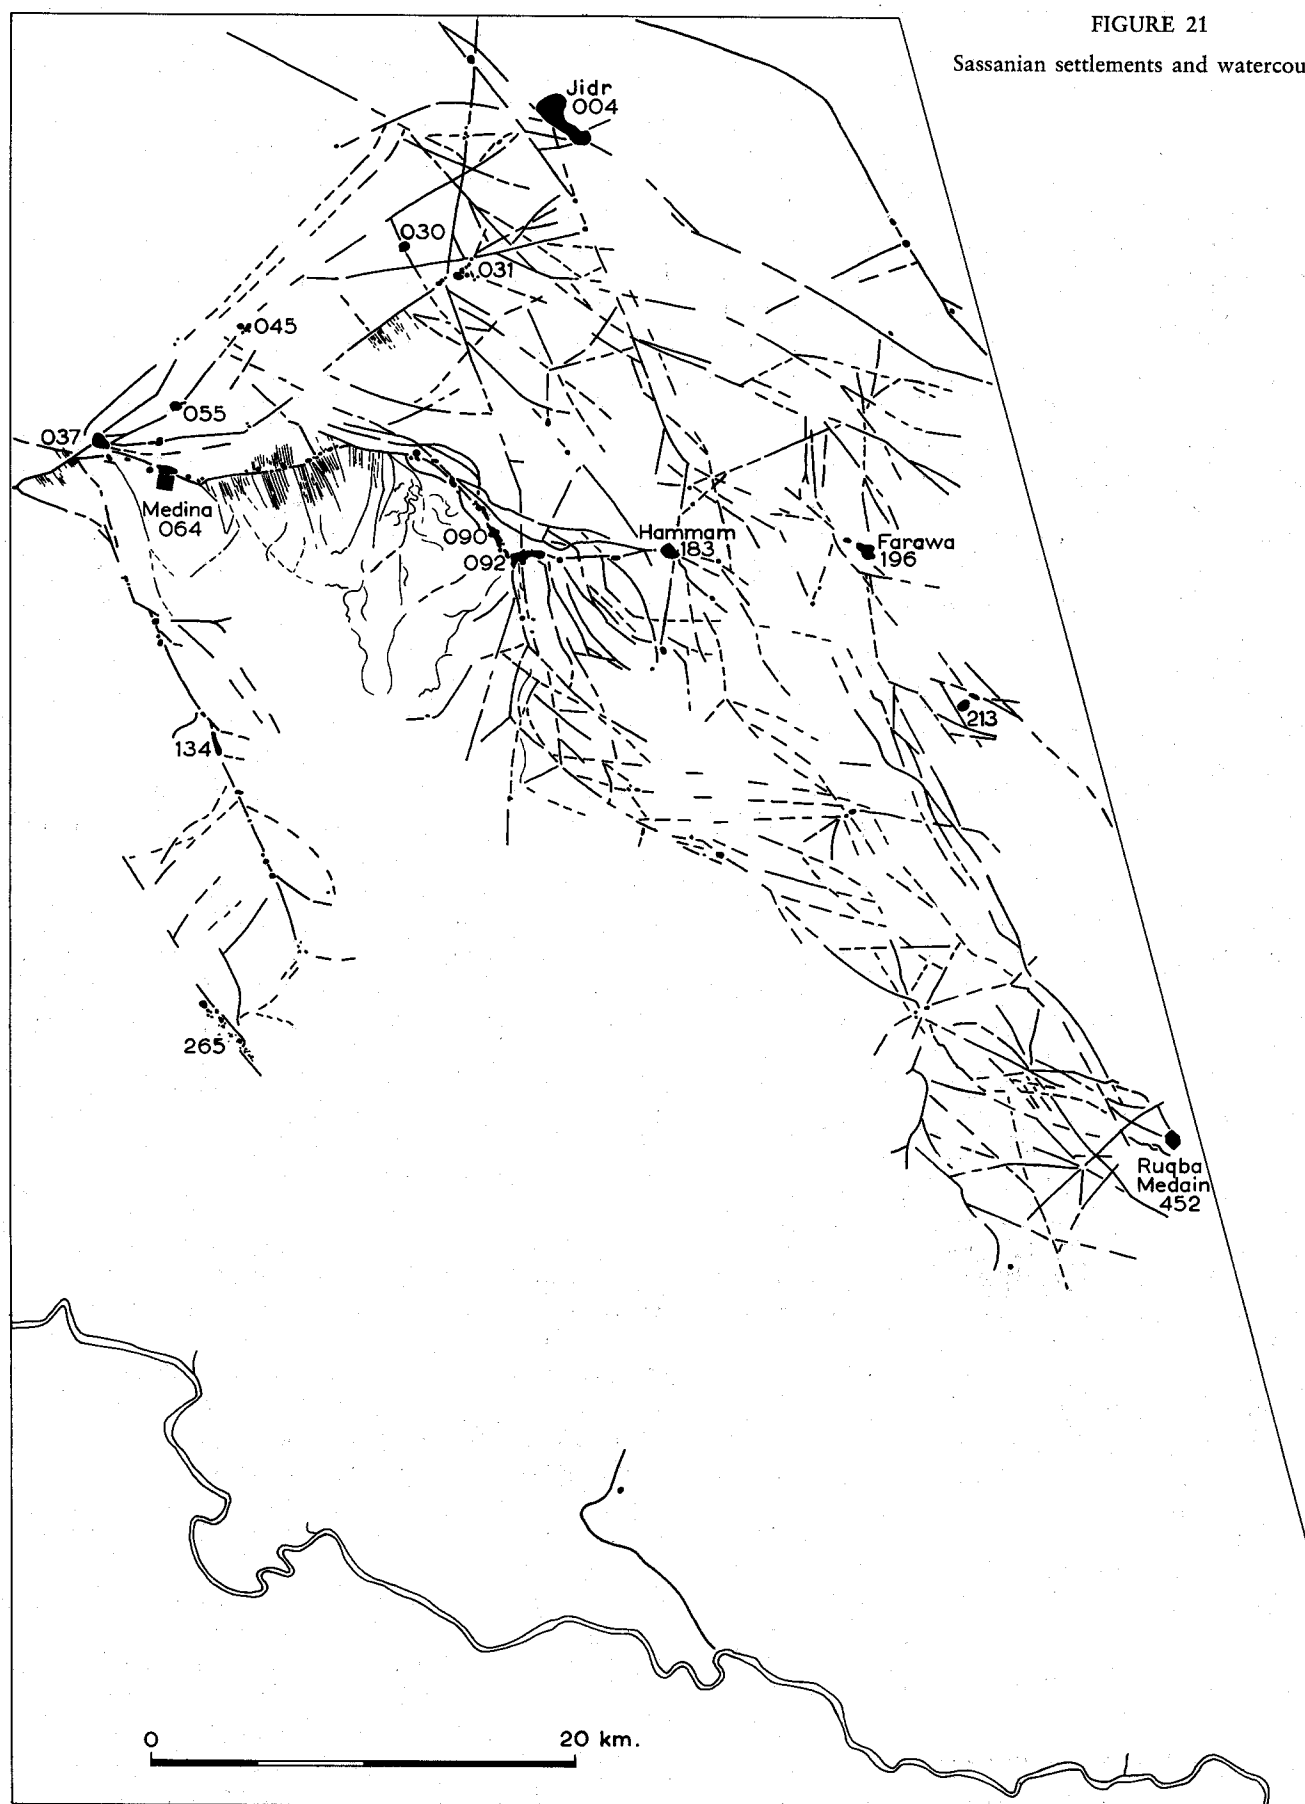 FIGURE 21
Sassanian settlements and watercou
Jidr
004
030
031
045
055
037
Medina
064
090
092
Hammam
183
Farawa
196
213
134
265
Ruqba
Medain
452
0 20 km.